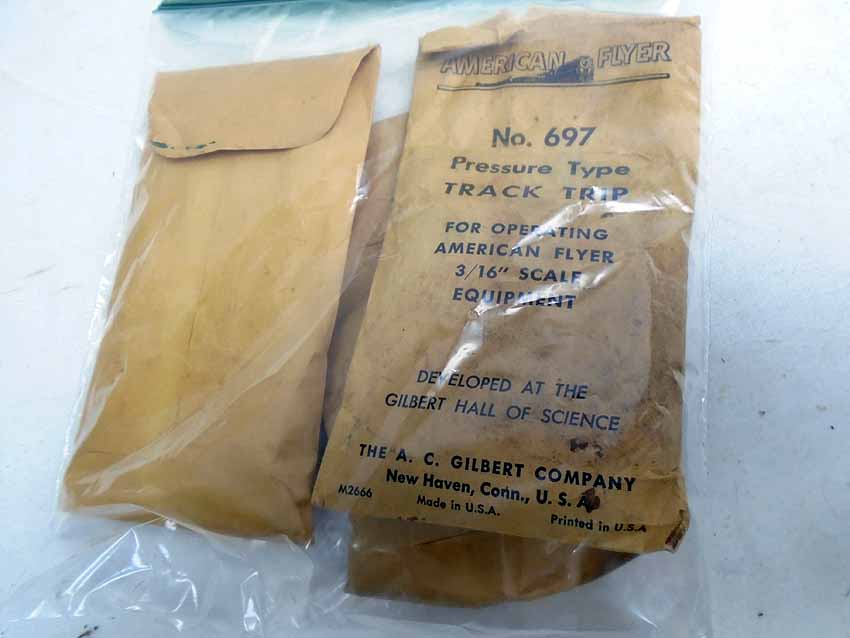 AMERICAN FLYER
No. 697
Pressure Type
TRACK TRIP
FOR OPERATING
AMERICAN FLYER
3/16" SCALE
EQUIPMENT
DEVELOPED AT THE
GILBERT HALL OF SCIENCE
THE A. C. GILBERT COMPANY
New Haven, Conn., U. S. A.
M2666
Made in U.S.A.
Printed in U.S.A